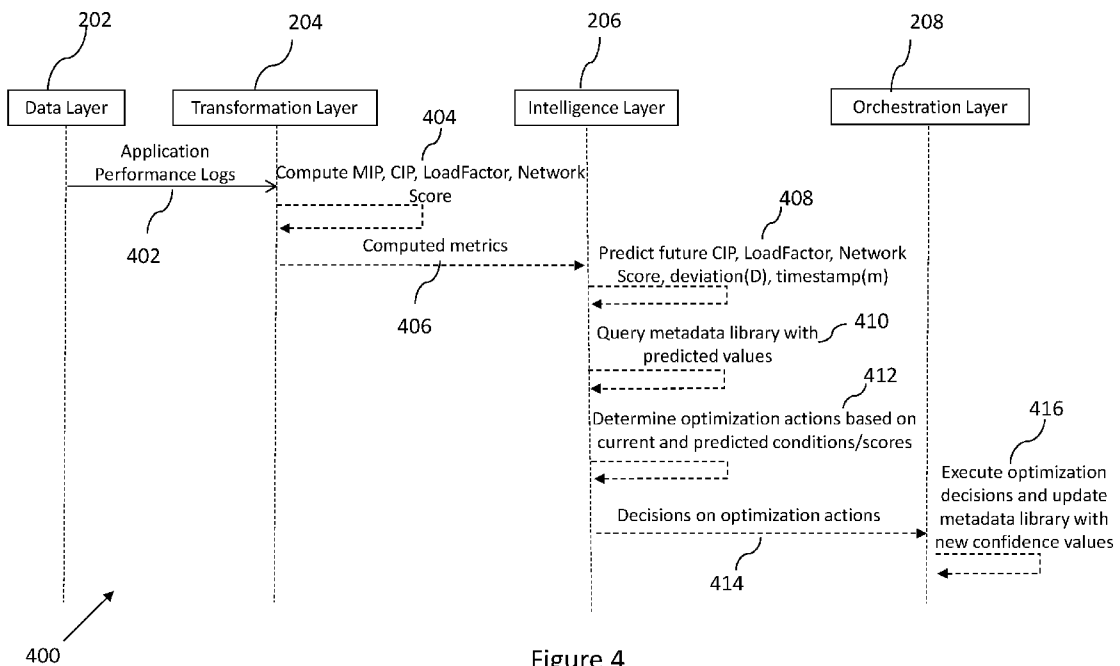 202
204
206
208
Data Layer
Transformation Layer
Intelligence Layer
Orchestration Layer
Application
Performance Logs
402
404
Compute MIP, CIP, LoadFactor, Network
Score
Computed metrics
406
408
Predict future CIP, LoadFactor, Network
Score, deviation(D), timestamp(m)
410
Query metadata library with
predicted values
412
Determine optimization actions based on
current and predicted conditions/scores
Decisions on optimization actions
414
416
Execute optimization
decisions and update
metadata library with
new confidence values
400
Figure 4